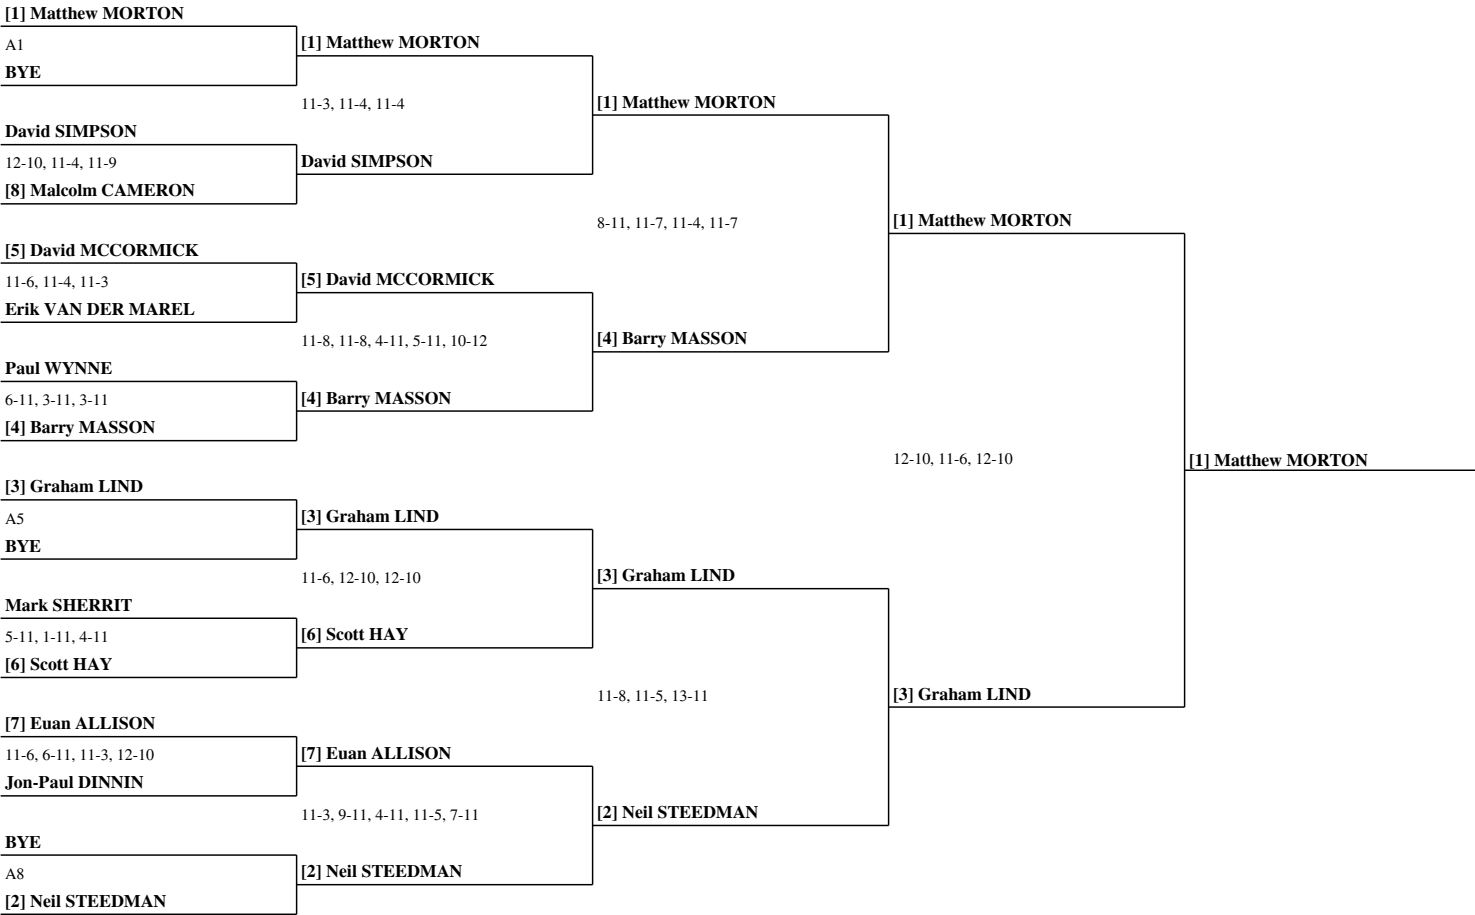 [1] Matthew MORTON
A1
BYE
David SIMPSON
12-10, 11-4, 11-9
[8] Malcolm CAMERON
[5] David MCCORMICK
11-6, 11-4, 11-3
Erik VAN DER MAREL
Paul WYNNE
6-11, 3-11, 3-11
[4] Barry MASSON
[3] Graham LIND
A5
BYE
Mark SHERRIT
5-11, 1-11, 4-11
[6] Scott HAY
[7] Euan ALLISON
11-6, 6-11, 11-3, 12-10
Jon-Paul DINNIN
BYE
A8
[2] Neil STEEDMAN
[1] Matthew MORTON
11-3, 11-4, 11-4
David SIMPSON
[5] David MCCORMICK
11-8, 11-8, 4-11, 5-11, 10-12
[4] Barry MASSON
[3] Graham LIND
11-6, 12-10, 12-10
[6] Scott HAY
[7] Euan ALLISON
11-3, 9-11, 4-11, 11-5, 7-11
[2] Neil STEEDMAN
[1] Matthew MORTON
8-11, 11-7, 11-4, 11-7
[4] Barry MASSON
[3] Graham LIND
11-8, 11-5, 13-11
[2] Neil STEEDMAN
[1] Matthew MORTON
12-10, 11-6, 12-10
[3] Graham LIND
[1] Matthew MORTON